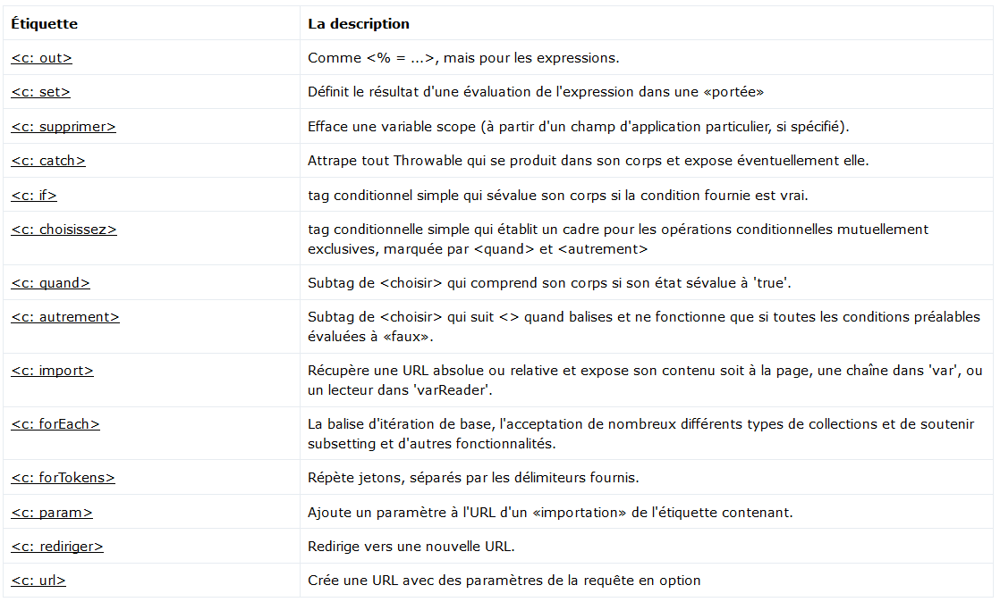 Étiquette La description
<c: out> Comme <% = ...>, mais pour les expressions.
<c: set> Définit le résultat d'une évaluation de l'expression dans une «portée»
<c: supprimer> Efface une variable scope (à partir d'un champ d'application particulier, si spécifié).
<c: catch> Attrape tout Throwable qui se produit dans son corps et expose éventuellement elle.
<c: if> tag conditionnel simple qui sévalue son corps si la condition fournie est vrai.
<c: choisissez> tag conditionnelle simple qui établit un cadre pour les opérations conditionnelles mutuellement
exclusives, marquée par <quand> et <autrement>
<c: quand> Subtag de <choisir> qui comprend son corps si son état sévalue à 'true'.
<c: autrement> Subtag de <choisir> qui suit <> quand balises et ne fonctionne que si toutes les conditions préalables
évaluées à «faux».
<c: import> Récupère une URL absolue ou relative et expose son contenu soit à la page, une chaîne dans 'var', ou
un lecteur dans 'varReader'.
<c: forEach> La balise d'itération de base, l'acceptation de nombreux différents types de collections et de soutenir
subsetting et d'autres fonctionnalités.
<c: forTokens> Répète jetons, séparés par les délimiteurs fournis.
<c: param> Ajoute un paramètre à l'URL d'un «importation» de l'étiquette contenant.
<c: rediriger> Redirige vers une nouvelle URL.
<c: url> Crée une URL avec des paramètres de la requête en option